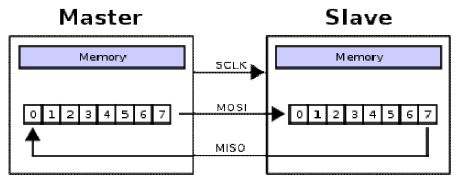 Master Slave
Memory SCLK Memory
0 1 2 3 4 5 6 7 MOSI 0 1 2 3 4 5 6 7
MISO